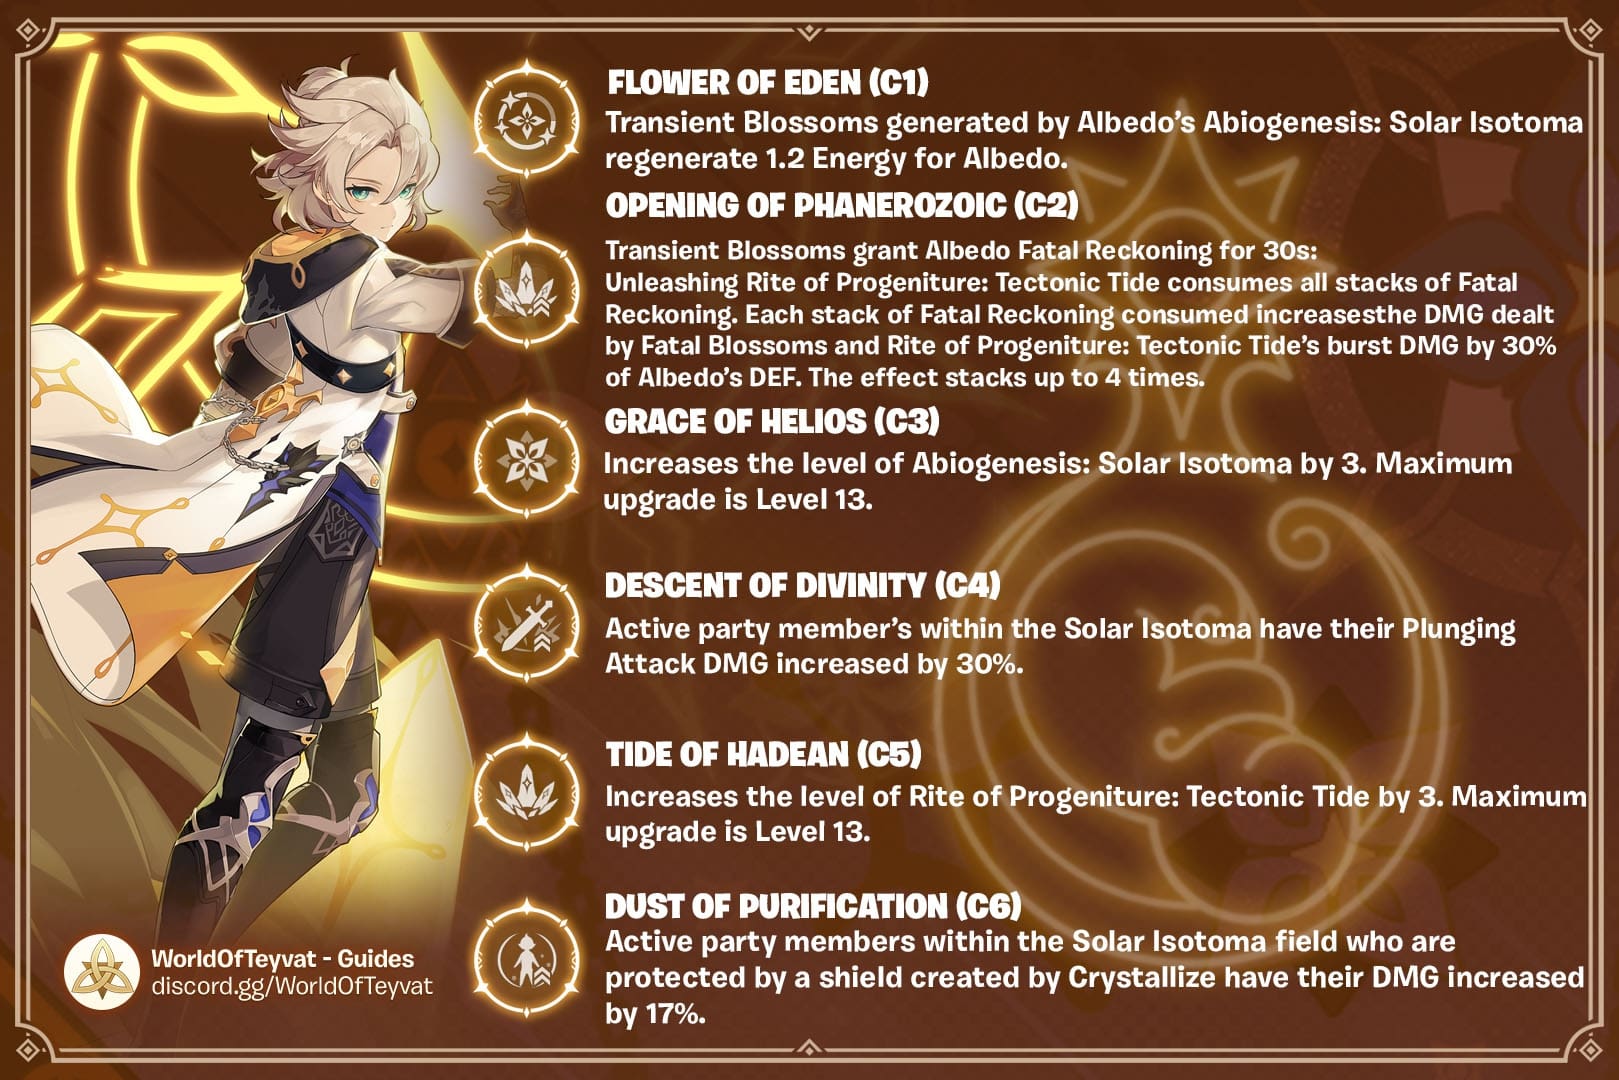 FLOWER OF EDEN (C1)
Transient Blossoms generated by Albedo's Abiogenesis: Solar Isotoma
regenerate 1.2 Energy for Albedo.
OPENING OF PHANEROZOIC (C2)
Transient Blossoms grant Albedo Fatal Reckoning for 30s:
Unleashing Rite of Progeniture: Tectonic Tide consumes all stacks of Fatal
Reckoning. Each stack of Fatal Reckoning consumed increasesthe DMG dealt
by Fatal Blossoms and Rite of Progeniture: Tectonic Tide's burst DMG by 30%
of Albedo's DEF. The effect stacks up to 4 times.
GRACE OF HELIOS (C3)
Increases the level of Abiogenesis: Solar Isotoma by 3. Maximum
upgrade is Level 13.
DESCENT OF DIVINITY (C4)
Active party member's within the Solar Isotoma have their Plunging
Attack DMG increased by 30%.
TIDE OF HADEAN (C5)
Increases the level of Rite of Progeniture: Tectonic Tide by 3. Maximum
upgrade is Level 13.
DUST OF PURIFICATION (C6)
Active party members within the Solar Isotoma field who are
protected by a shield created by Crystallize have their DMG increased
by 17%.
WorldOfTeyvat - Guides
discord.gg/WorldOfTeyvat